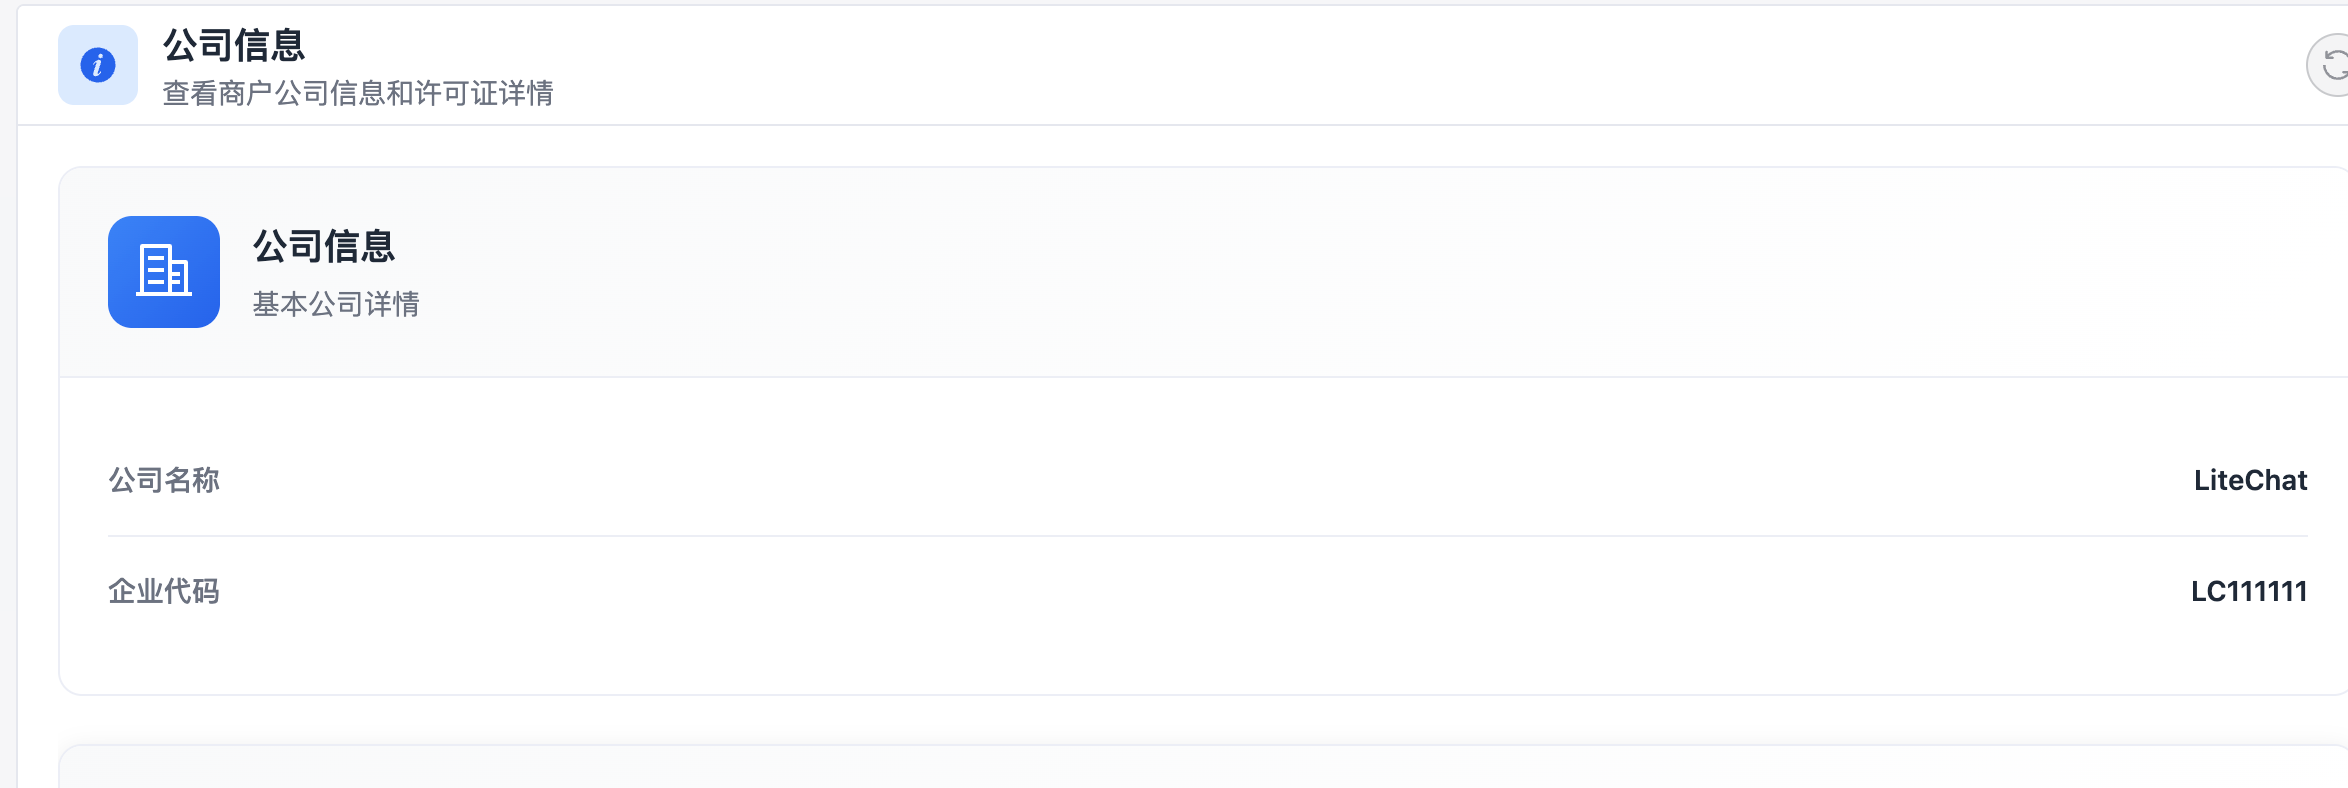 公司信息
查看商户公司信息和许可证详情
公司信息
基本公司详情
公司名称
LiteChat
企业代码
LC111111